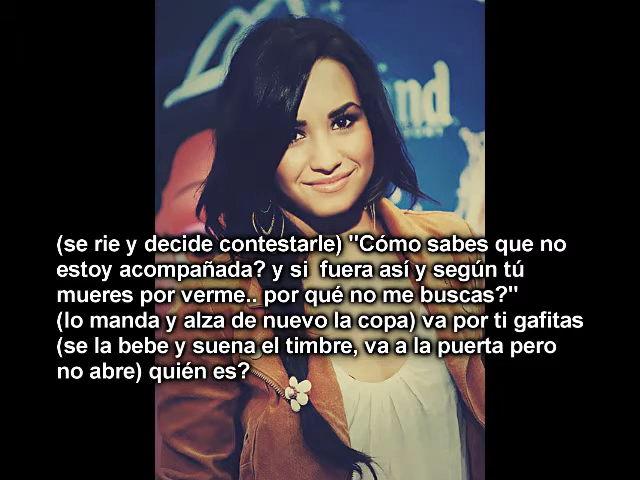 ind
(se rie y decide contestarle) "Cómo sabes que no
estoy acompañada? y si  fuera así y según tú
mueres por verme.. por qué no me buscas?"
(lo manda y alza de nuevo la copa) va por ti gafitas
(se la bebe y suena el timbre, va a la puerta pero
no abre) quién es?